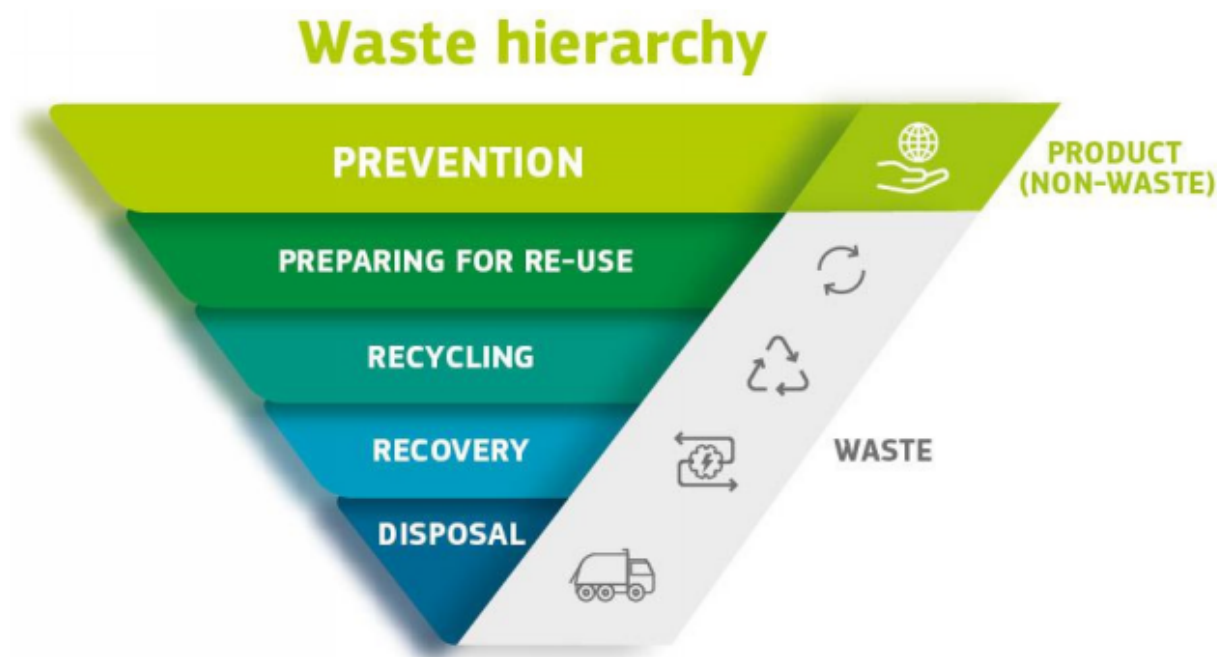 Waste hierarchy
PREVENTION
PRODUCT
(NON-WASTE)
PREPARING FOR RE-USE
RECYCLING
RECOVERY
WASTE
DISPOSAL